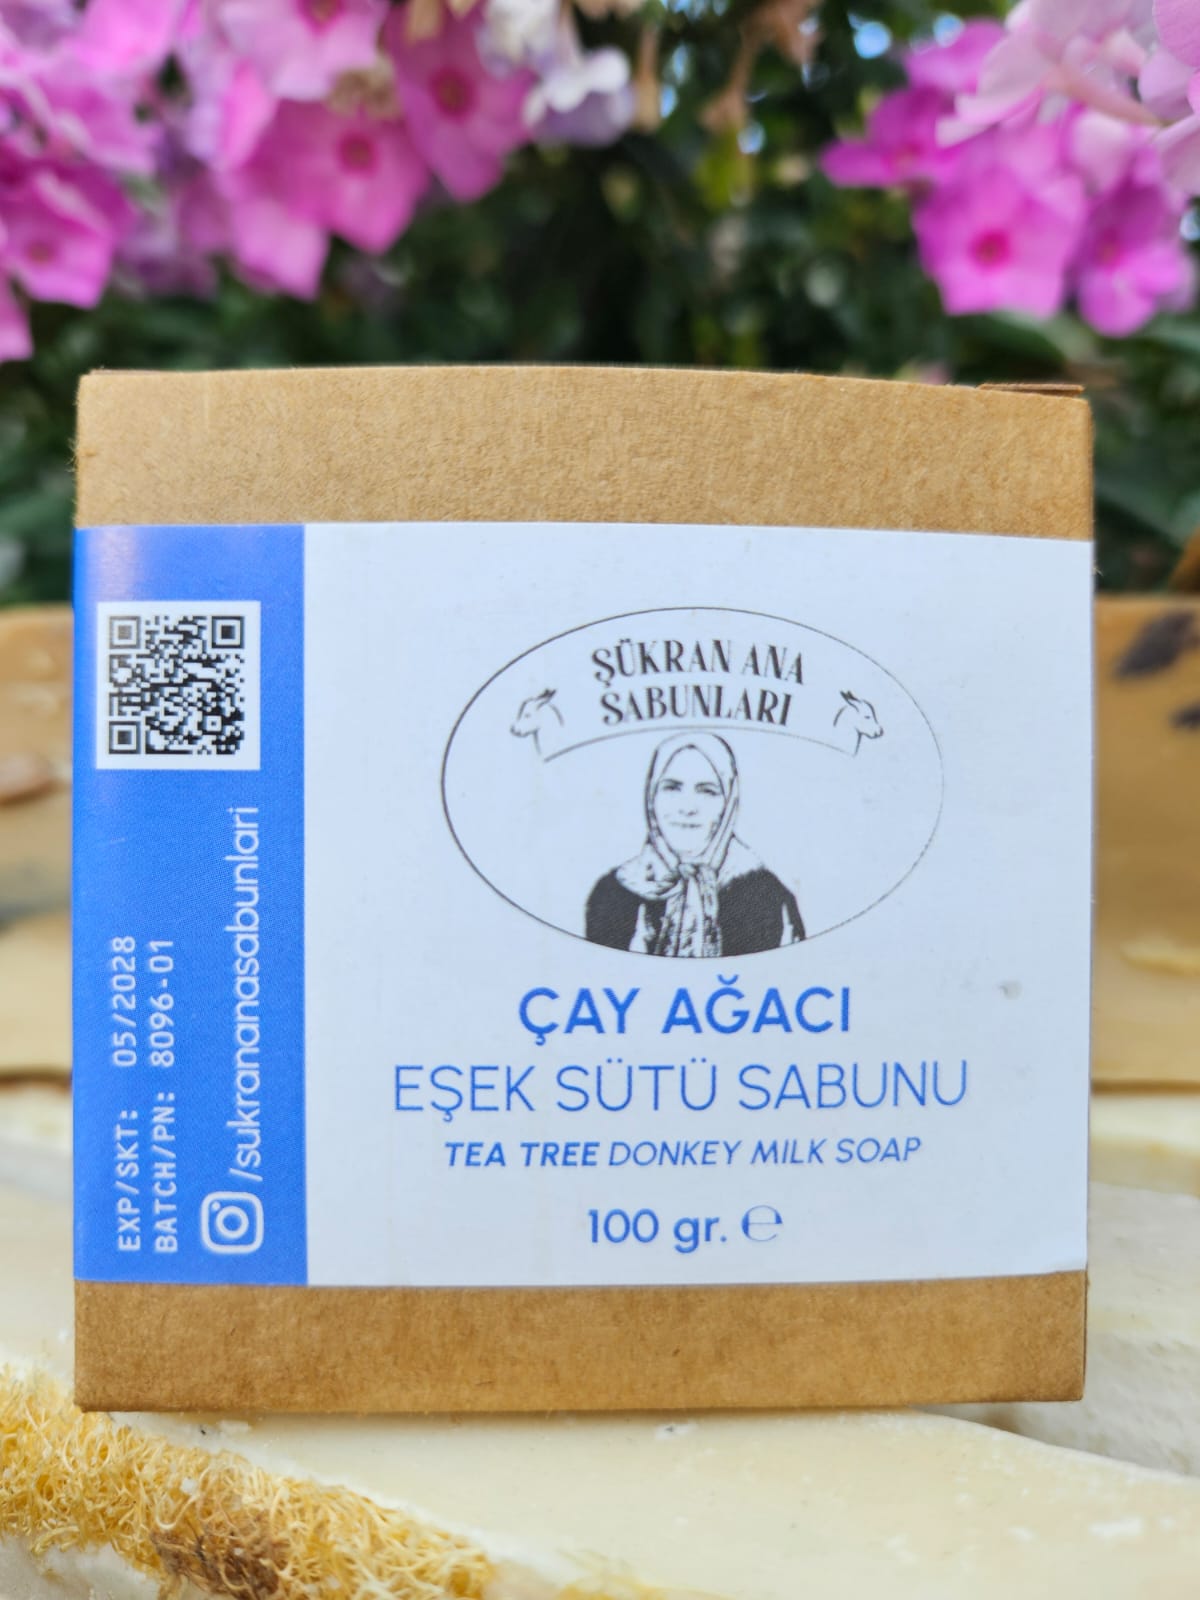 ŞÜKRAN ANA
SABUNLARI
ÇAY AĞACI
EŞEK SÜTÜ SABUNU
TEA TREE DONKEY MILK SOAP
100 gr. ℮
EXP/SKT: 05/2028
BATCH/PN: 8096-01
/sukrananasabunlari